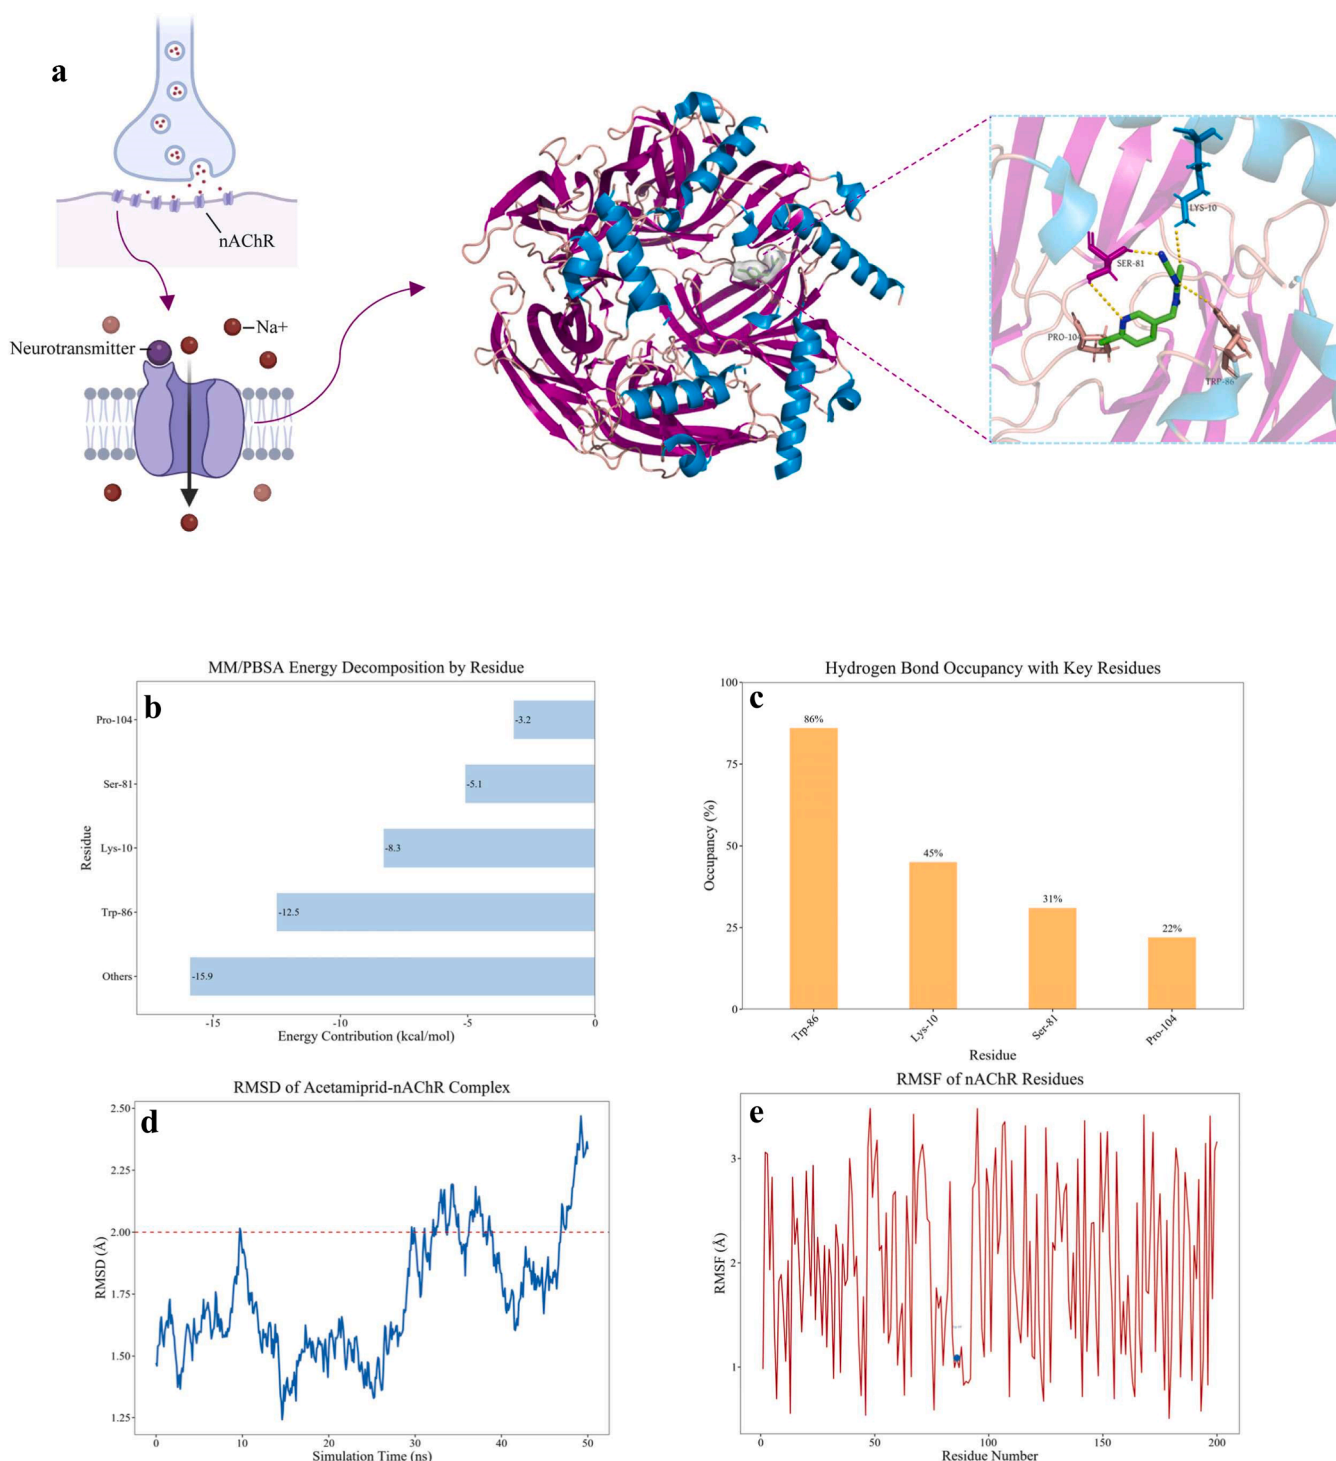 a
nAChR
Na+
Neurotransmitter
LYS-10
SER-81
PRO-104
TRP-86
MM/PBSA Energy Decomposition by Residue
b
Residue
Pro-104
-3.2
Ser-81
-5.1
Lys-10
-8.3
Trp-86
-12.5
Others
-15.9
-15 -10 -5 0
Energy Contribution (kcal/mol)
Hydrogen Bond Occupancy with Key Residues
c
Occupancy (%)
100
75
50
25
0
86%
45%
31%
22%
Trp-86 Lys-10 Ser-81 Pro-104
Residue
RMSD of Acetamiprid-nAChR Complex
d
RMSD (Å)
2.50
2.25
2.00
1.75
1.50
1.25
0 10 20 30 40 50
Simulation Time (ns)
RMSF of nAChR Residues
e
RMSF (Å)
3
2
1
0 50 100 150 200
Residue Number